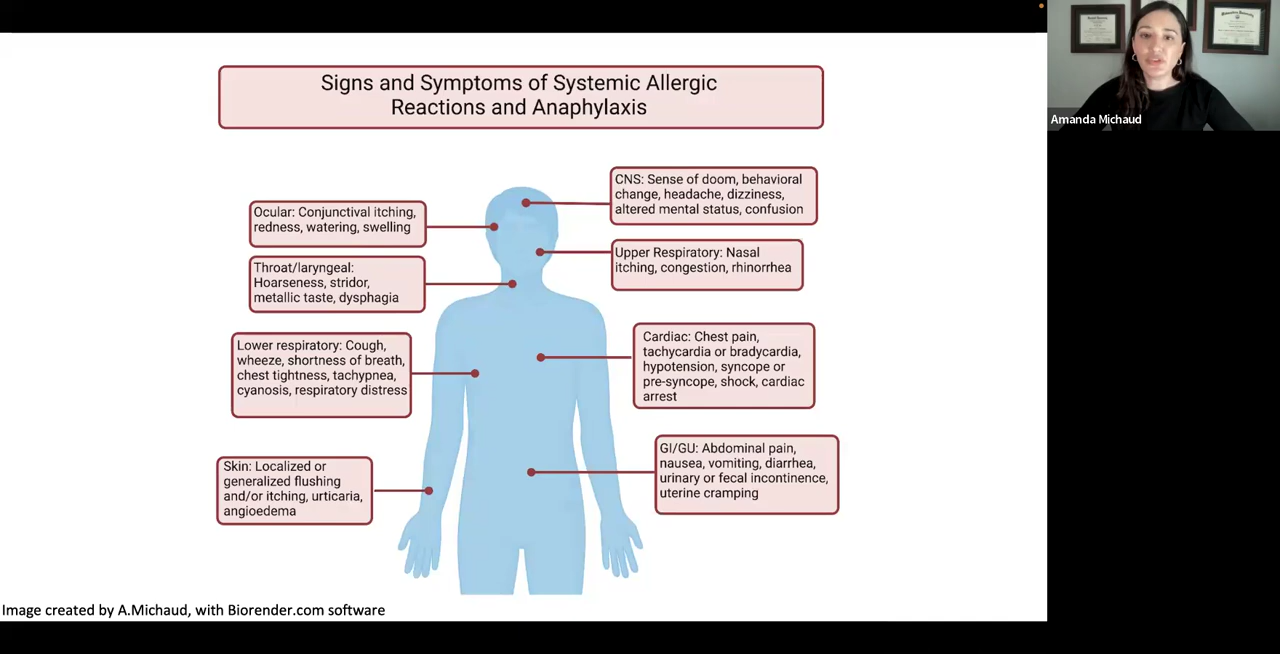 Signs and Symptoms of Systemic Allergic
Reactions and Anaphylaxis
CNS: Sense of doom, behavioral
change, headache, dizziness,
altered mental status, confusion
Ocular: Conjunctival itching,
redness, watering, swelling
Upper Respiratory: Nasal
itching, congestion, rhinorrhea
Throat/laryngeal:
Hoarseness, stridor,
metallic taste, dysphagia
Cardiac: Chest pain,
tachycardia or bradycardia,
hypotension, syncope or
pre-syncope, shock, cardiac
arrest
Lower respiratory: Cough,
wheeze, shortness of breath,
chest tightness, tachypnea,
cyanosis, respiratory distress
GI/GU: Abdominal pain,
nausea, vomiting, diarrhea,
urinary or fecal incontinence,
uterine cramping
Skin: Localized or
generalized flushing
and/or itching, urticaria,
angioedema
Image created by A.Michaud, with Biorender.com software
Amanda Michaud